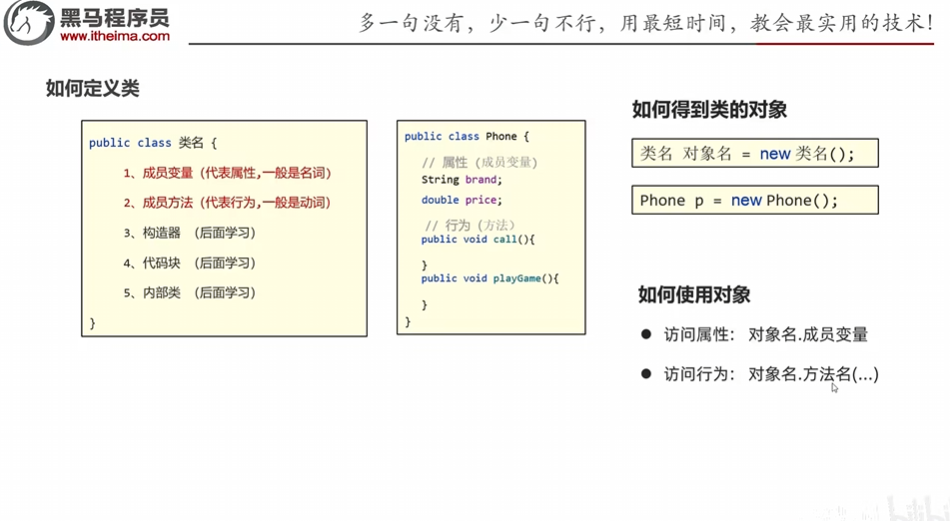 黑马程序员
www.itheima.com
多一句没有，少一句不行，用最短时间，教会最实用的技术！
如何定义类
public class 类名 {
1、成员变量（代表属性,一般是名词）
2、成员方法（代表行为,一般是动词）
3、构造器 （后面学习）
4、代码块 （后面学习）
5、内部类 （后面学习）
}
public class Phone {
// 属性（成员变量）
String brand;
double price;
// 行为（方法）
public void call(){
}
public void playGame(){
}
}
如何得到类的对象
类名 对象名 = new 类名();
Phone p = new Phone();
如何使用对象
● 访问属性： 对象名.成员变量
● 访问行为： 对象名.方法名(...)
bilibili